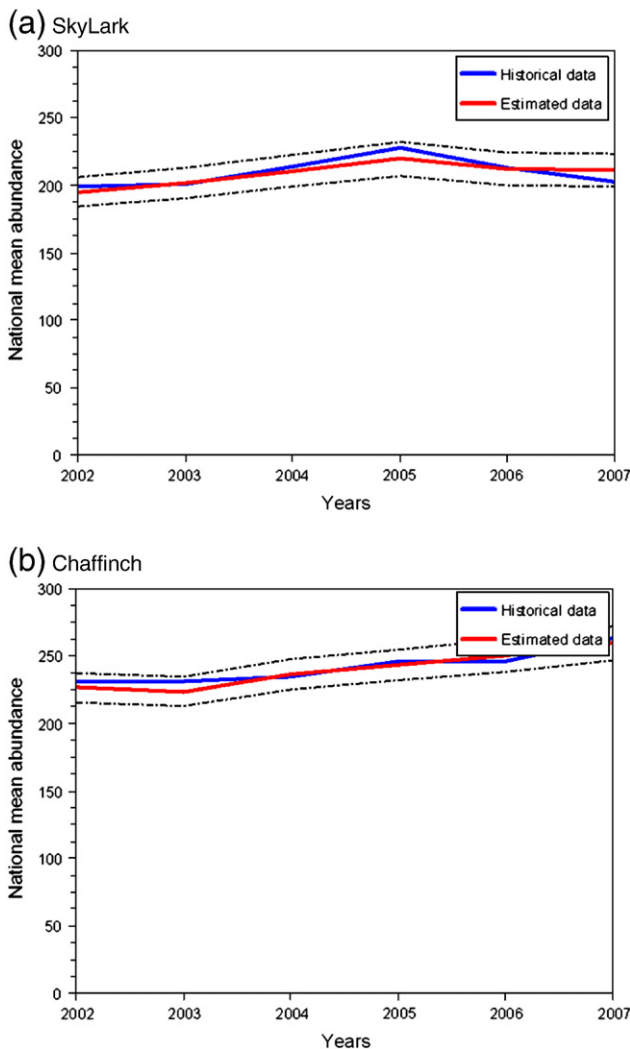 (a) SkyLark
300
Historical data
250
Estimated data
200
150
100
50
0
National mean abundance
2002 2003 2004 2005 2006 2007
Years
(b) Chaffinch
300
Historical data
Estimated data
250
200
150
100
50
0
National mean abundance
2002 2003 2004 2005 2006 2007
Years